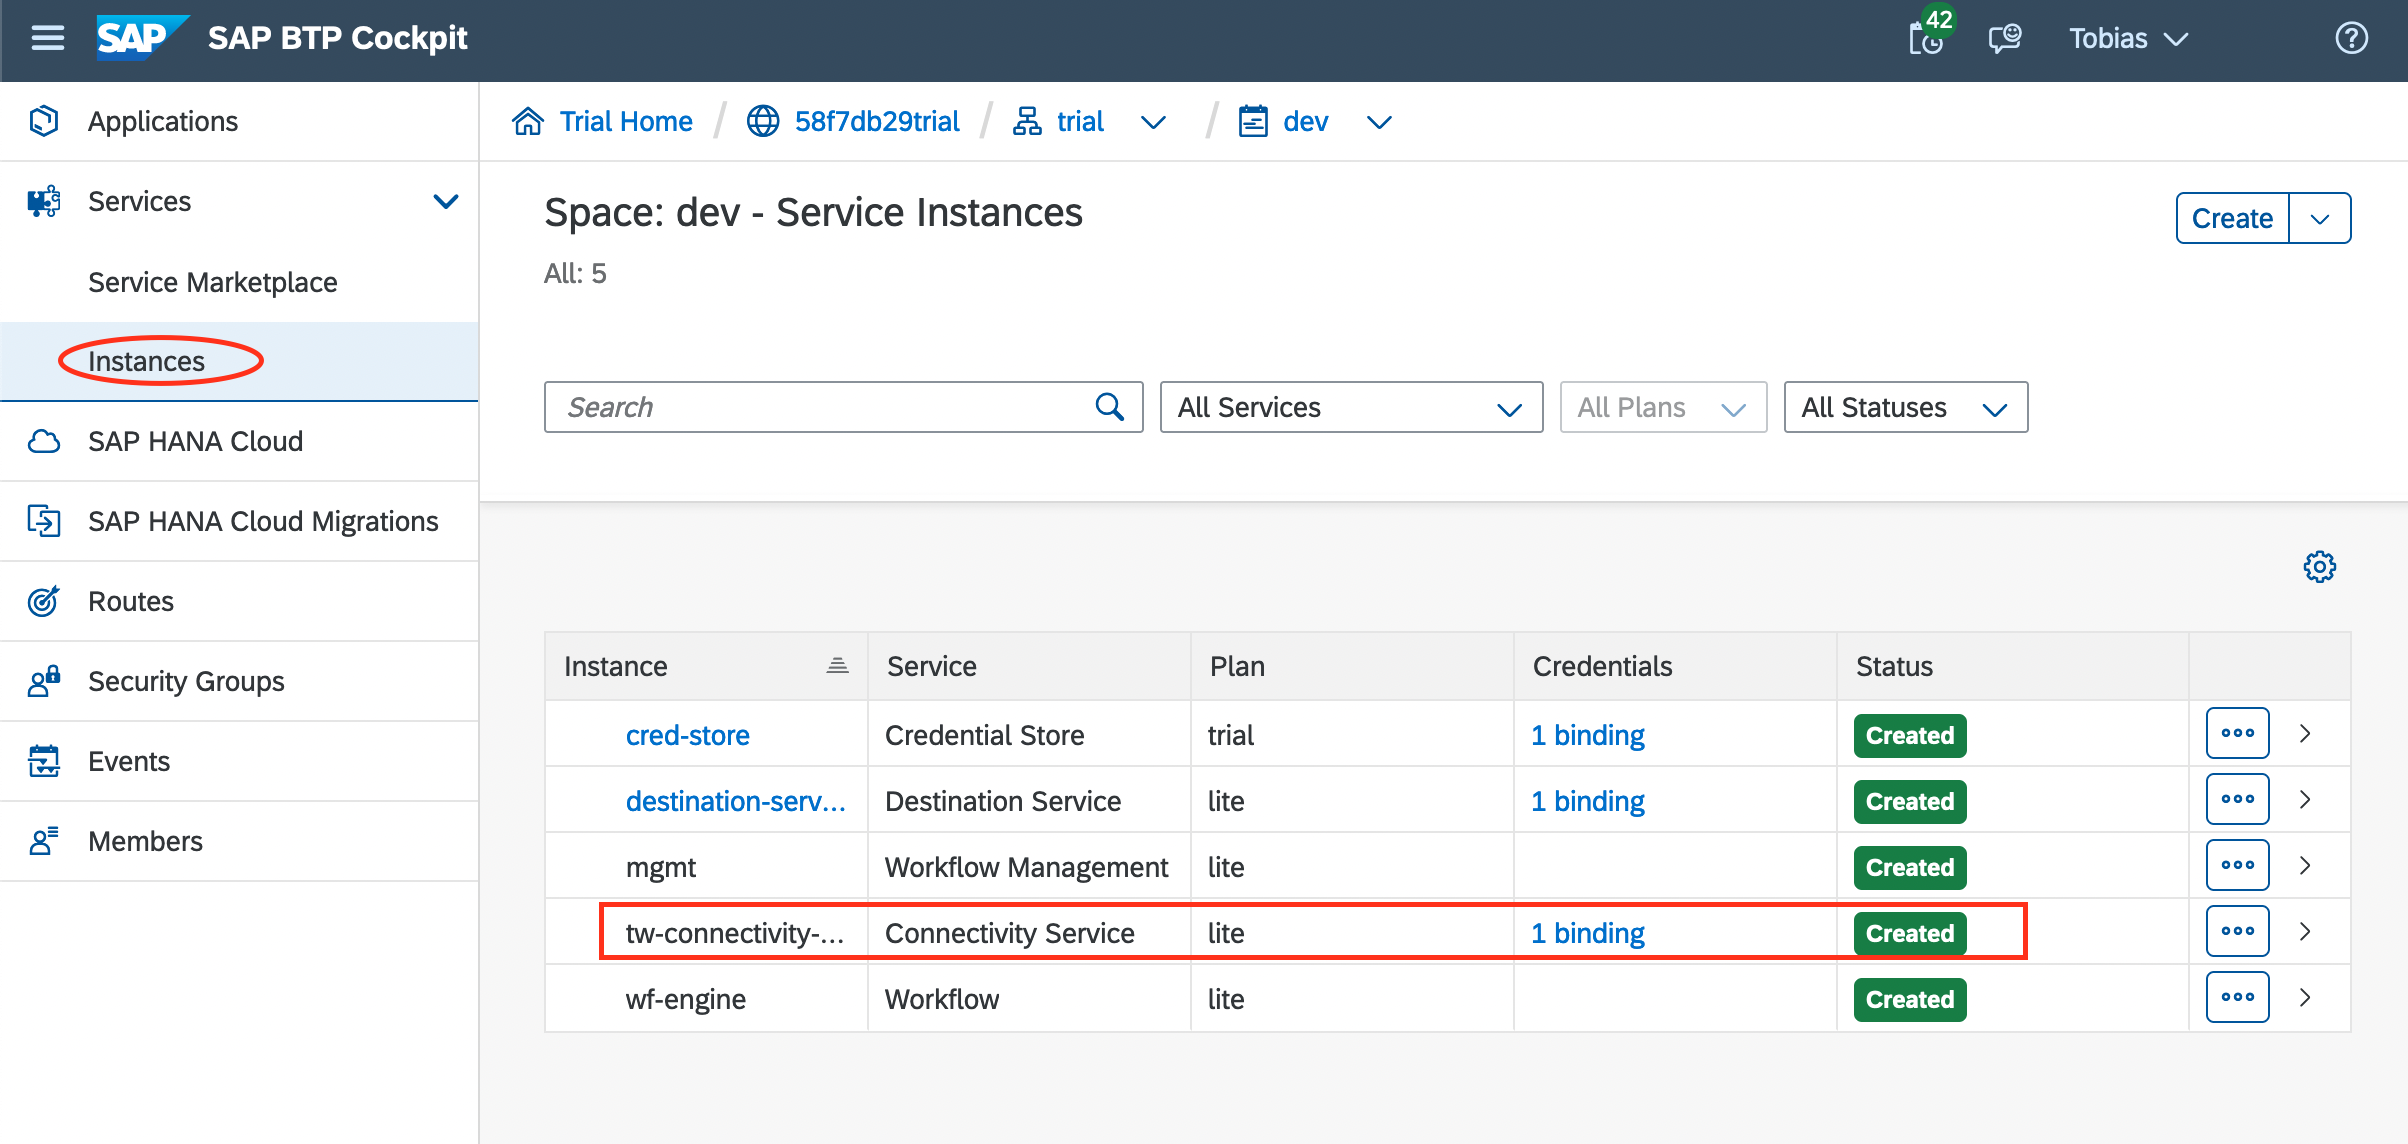 SAP SAP BTP Cockpit 42 Tobias
Applications
Services
Service Marketplace
Instances
SAP HANA Cloud
SAP HANA Cloud Migrations
Routes
Security Groups
Events
Members
Trial Home / 58f7db29trial / trial / dev
Space: dev - Service Instances
Create
All: 5
Search All Services All Plans All Statuses
Instance Service Plan Credentials Status
cred-store Credential Store trial 1 binding Created
destination-serv... Destination Service lite 1 binding Created
mgmt Workflow Management lite Created
tw-connectivity-... Connectivity Service lite 1 binding Created
wf-engine Workflow lite Created